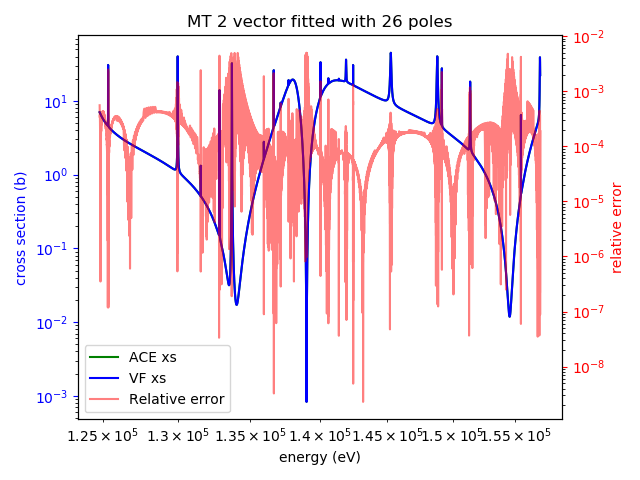 MT 2 vector fitted with 26 poles
cross section (b)
10¹
10⁰
10⁻¹
10⁻²
10⁻³
10⁻²
10⁻³
10⁻⁴
10⁻⁵
10⁻⁶
10⁻⁷
10⁻⁸
relative error
ACE xs
VF xs
Relative error
1.25×10⁵ 1.3×10⁵ 1.35×10⁵ 1.4×10⁵ 1.45×10⁵ 1.5×10⁵ 1.55×10⁵
energy (eV)